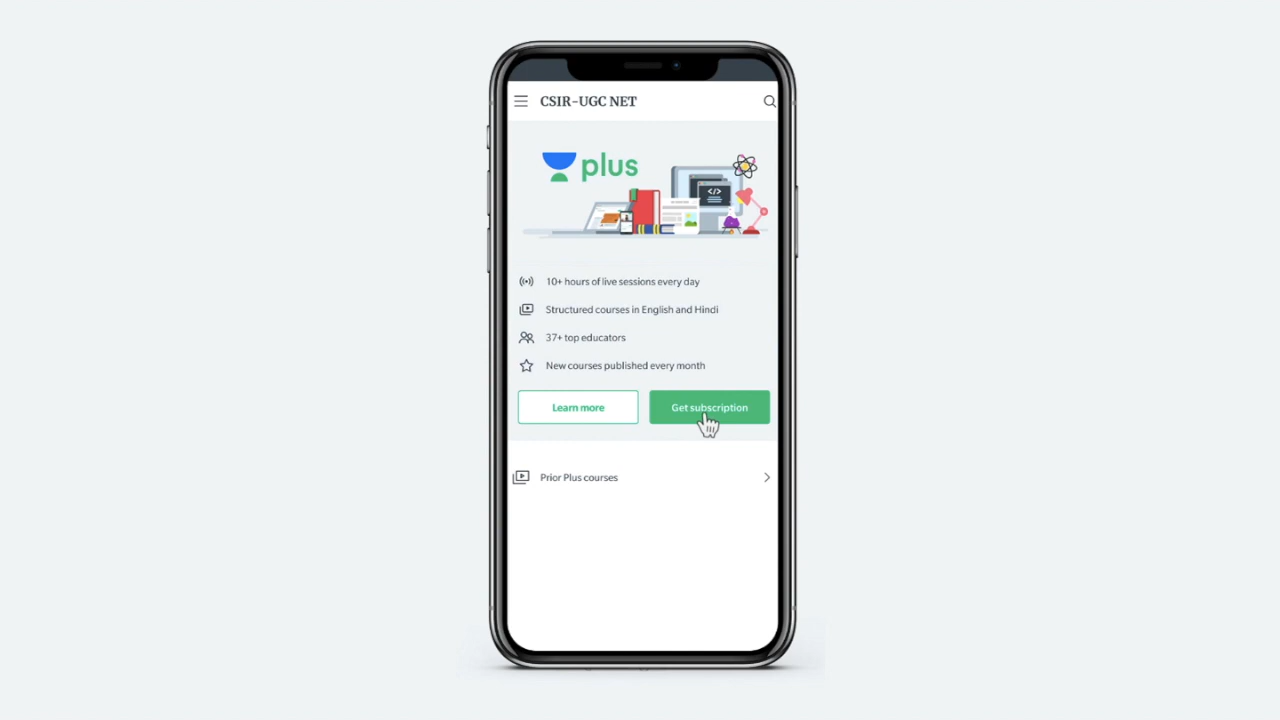 CSIR-UGC NET
plus
</>
10+ hours of live sessions every day
Structured courses in English and Hindi
37+ top educators
New courses published every month
Learn more
Get subscription
Prior Plus courses